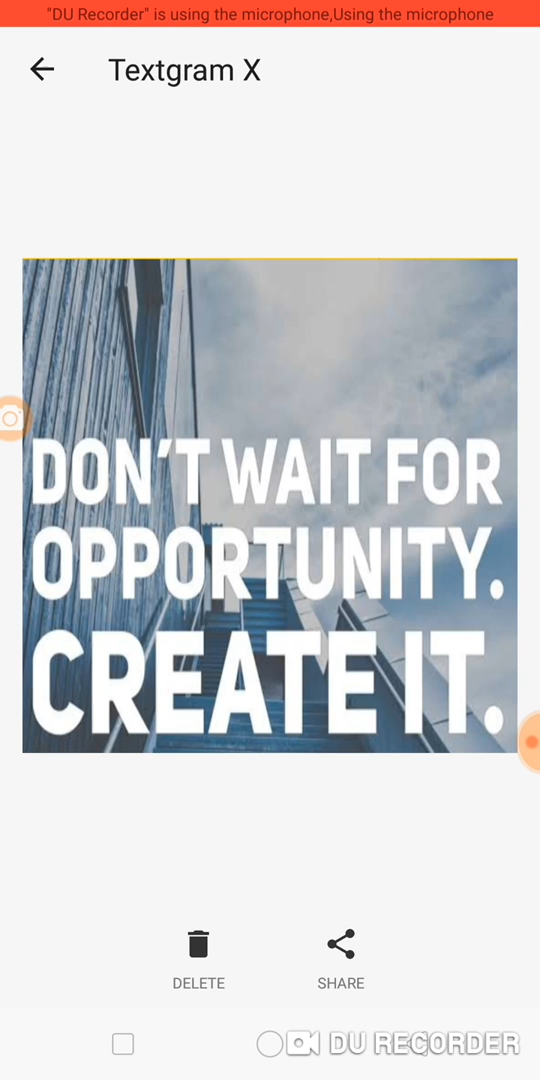 "DU Recorder" is using the microphone,Using the microphone
Textgram X
DON'T WAIT FOR
OPPORTUNITY.
CREATE IT.
DELETE
SHARE
DU RECORDER